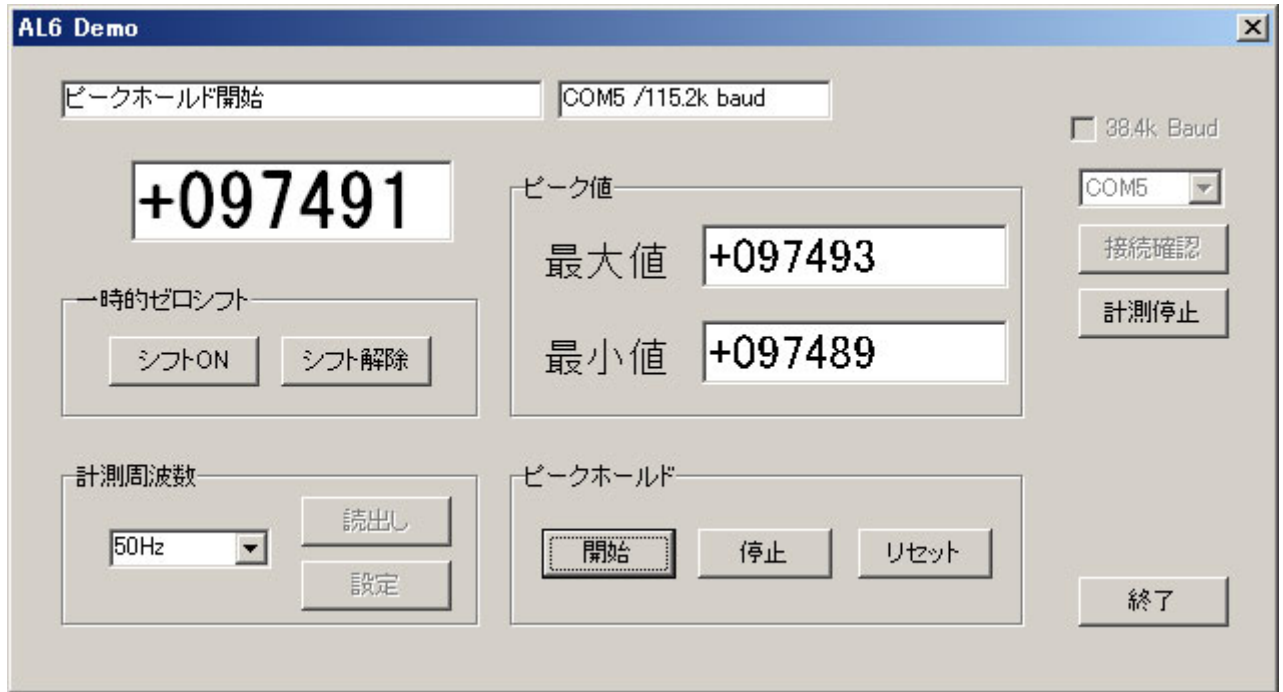 AL6 Demo
ピークホールド開始
COM5 /115.2k baud
38.4k Baud
+097491
ピーク値
COM5
最大値
+097493
接続確認
一時的ゼロシフト
計測停止
シフトON
シフト解除
最小値
+097489
計測周波数
ピークホールド
読出し
50Hz
開始
停止
リセット
設定
終了